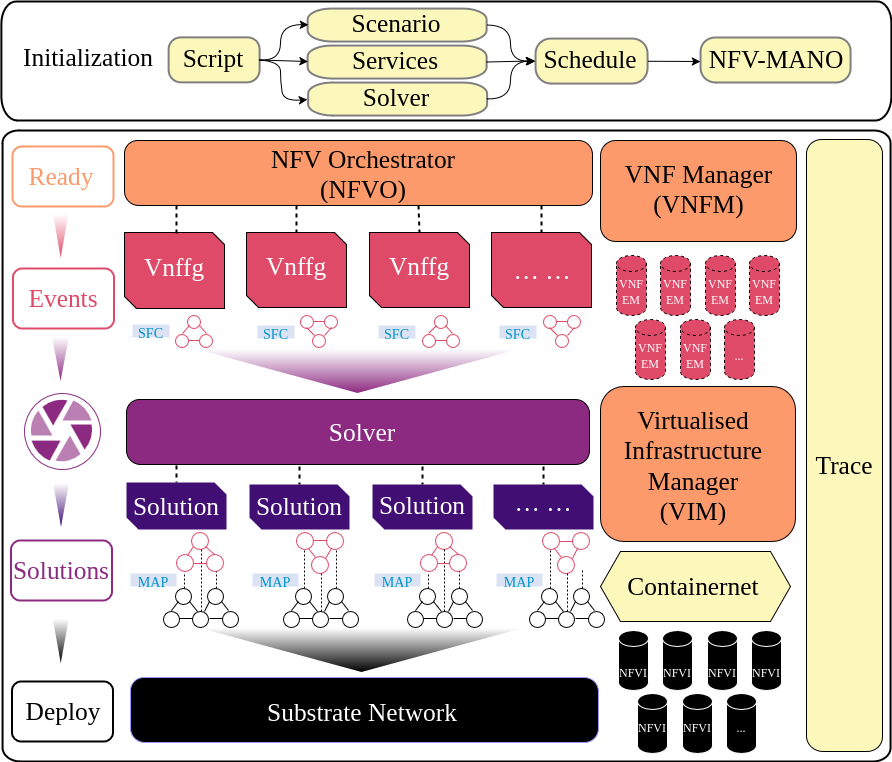 Initialization
Script
Scenario
Services
Solver
Schedule
NFV-MANO
Ready
NFV Orchestrator
(NFVO)
VNF Manager
(VNFM)
Vnffg
Vnffg
Vnffg
... ...
Events
VNF
EM
VNF
EM
VNF
EM
VNF
EM
SFC
SFC
SFC
SFC
VNF
EM
VNF
EM
...
Solver
Virtualised
Infrastructure
Manager
(VIM)
Trace
Solution
Solution
Solution
... ...
Solutions
MAP
MAP
MAP
MAP
Containernet
NFVI
NFVI
NFVI
NFVI
Deploy
Substrate Network
NFVI
NFVI
...